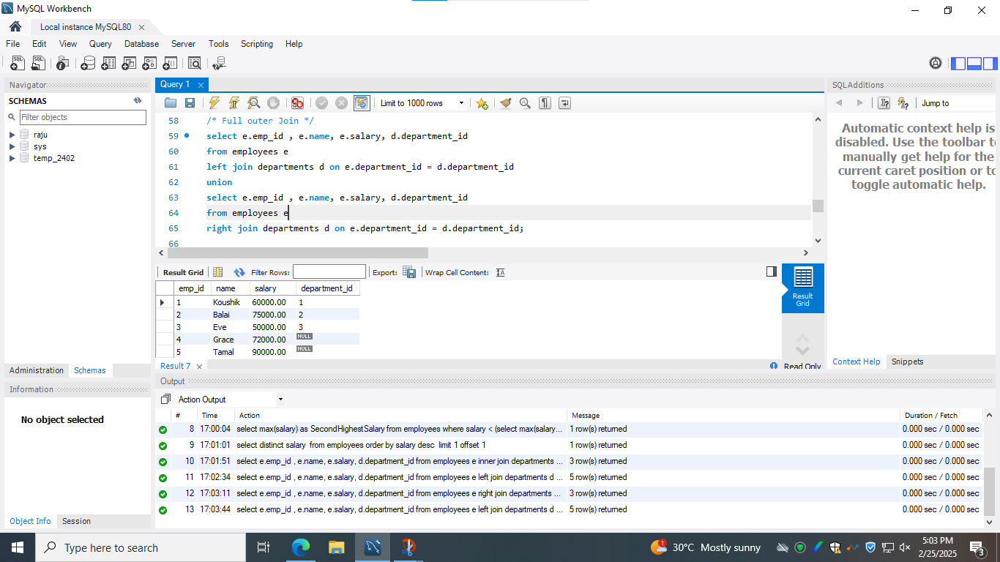 MySQL Workbench
Local instance MySQL80
File Edit View Query Database Server Tools Scripting Help
Navigator
SCHEMAS
Filter objects
raju
sys
temp_2402
Administration Schemas
Information
No object selected
Object Info Session
Query 1
Limit to 1000 rows
58 /* Full outer Join */
59 select e.emp_id , e.name, e.salary, d.department_id
60 from employees e
61 left join departments d on e.department_id = d.department_id
62 union
63 select e.emp_id , e.name, e.salary, d.department_id
64 from employees e
65 right join departments d on e.department_id = d.department_id;
66
Result Grid Filter Rows: Export: Wrap Cell Content:
emp_id name salary department_id
1 Koushik 60000.00 1
2 Balai 75000.00 2
3 Eve 50000.00 3
4 Grace 72000.00 NULL
5 Tamal 90000.00 NULL
Result Grid
Result 7
Read Only
SQLAdditions
Jump to
Automatic context help is
disabled. Use the toolbar to
manually get help for the
current caret position or to
toggle automatic help.
Context Help Snippets
Output
Action Output
# Time Action Message Duration / Fetch
8 17:00:04 select max(salary) as SecondHighestSalary from employees where salary < (select max(salary... 1 row(s) returned 0.000 sec / 0.000 sec
9 17:01:01 select distinct salary from employees order by salary desc limit 1 offset 1 1 row(s) returned 0.000 sec / 0.000 sec
10 17:01:51 select e.emp_id , e.name, e.salary, d.department_id from employees e inner join departments ... 3 row(s) returned 0.000 sec / 0.000 sec
11 17:02:34 select e.emp_id , e.name, e.salary, d.department_id from employees e left join departments d ... 5 row(s) returned 0.000 sec / 0.000 sec
12 17:03:11 select e.emp_id , e.name, e.salary, d.department_id from employees e right join departments ... 3 row(s) returned 0.000 sec / 0.000 sec
13 17:03:44 select e.emp_id , e.name, e.salary, d.department_id from employees e left join departments d ... 5 row(s) returned 0.000 sec / 0.000 sec
Type here to search
1
30°C Mostly sunny
5:03 PM
2/25/2025
3